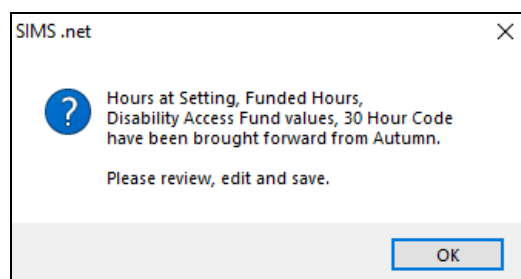 SIMS .net
Hours at Setting, Funded Hours,
Disability Access Fund values, 30 Hour Code
have been brought forward from Autumn.
Please review, edit and save.
OK